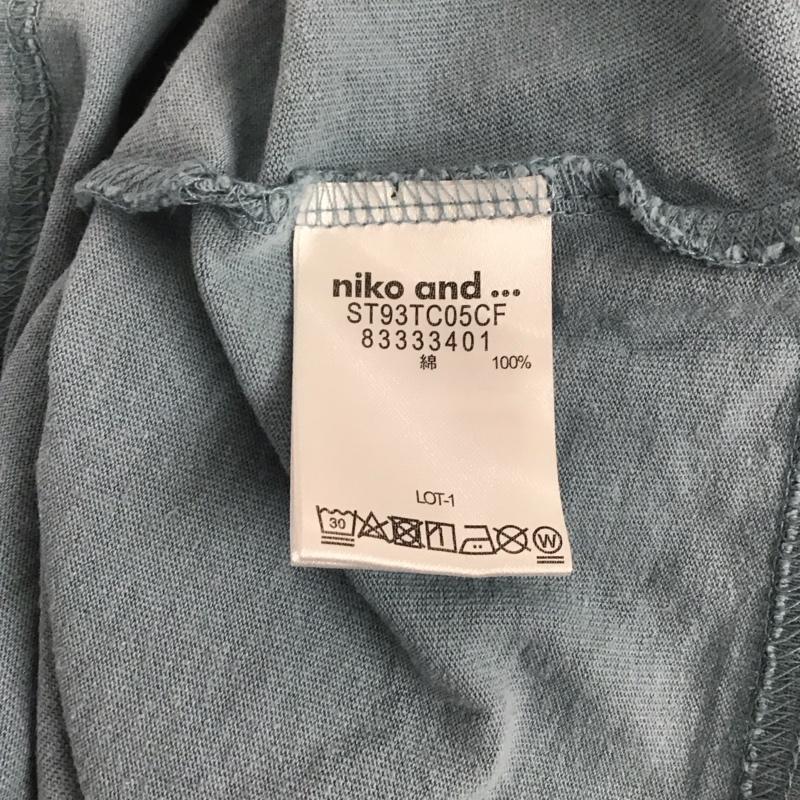 niko and ...
ST93TC05CF
83333401
綿 100%
LOT-1
30 W